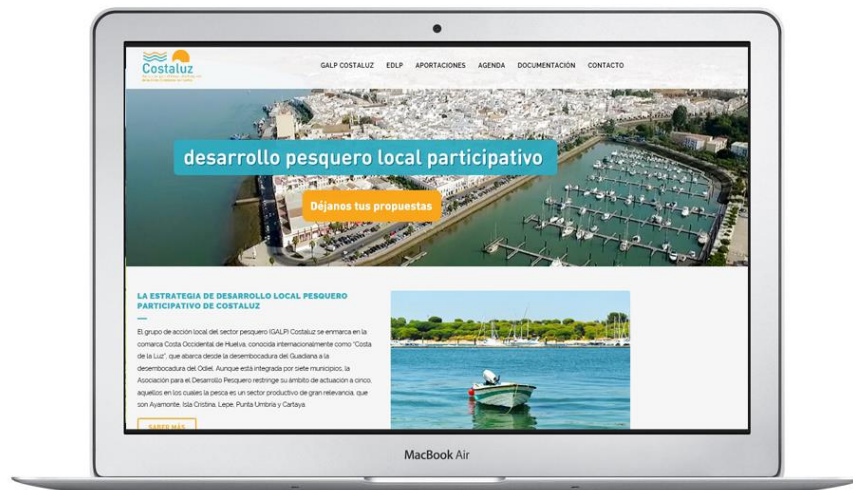 Costaluz
GALP COSTALUZ EDLP APORTACIONES AGENDA DOCUMENTACIÓN CONTACTO
desarrollo pesquero local participativo
Déjanos tus propuestas
LA ESTRATEGIA DE DESARROLLO LOCAL PESQUERO
PARTICIPATIVO DE COSTALUZ
El grupo de acción local del sector pesquero (GALP) Costaluz se enmarca en la
comarca Costa Occidental de Huelva, conocida internacionalmente como "Costa
de la Luz", que abarca desde la desembocadura del Guadiana a la
desembocadura del Odiel. Aunque está integrada por siete municipios, la
Asociación para el Desarrollo Pesquero restringe su ámbito de actuación a cinco,
aquellos en los cuales la pesca es un sector productivo de gran relevancia, que
son Ayamonte, Isla Cristina, Lepe, Punta Umbría y Cartaya.
SABER MÁS
MacBook Air